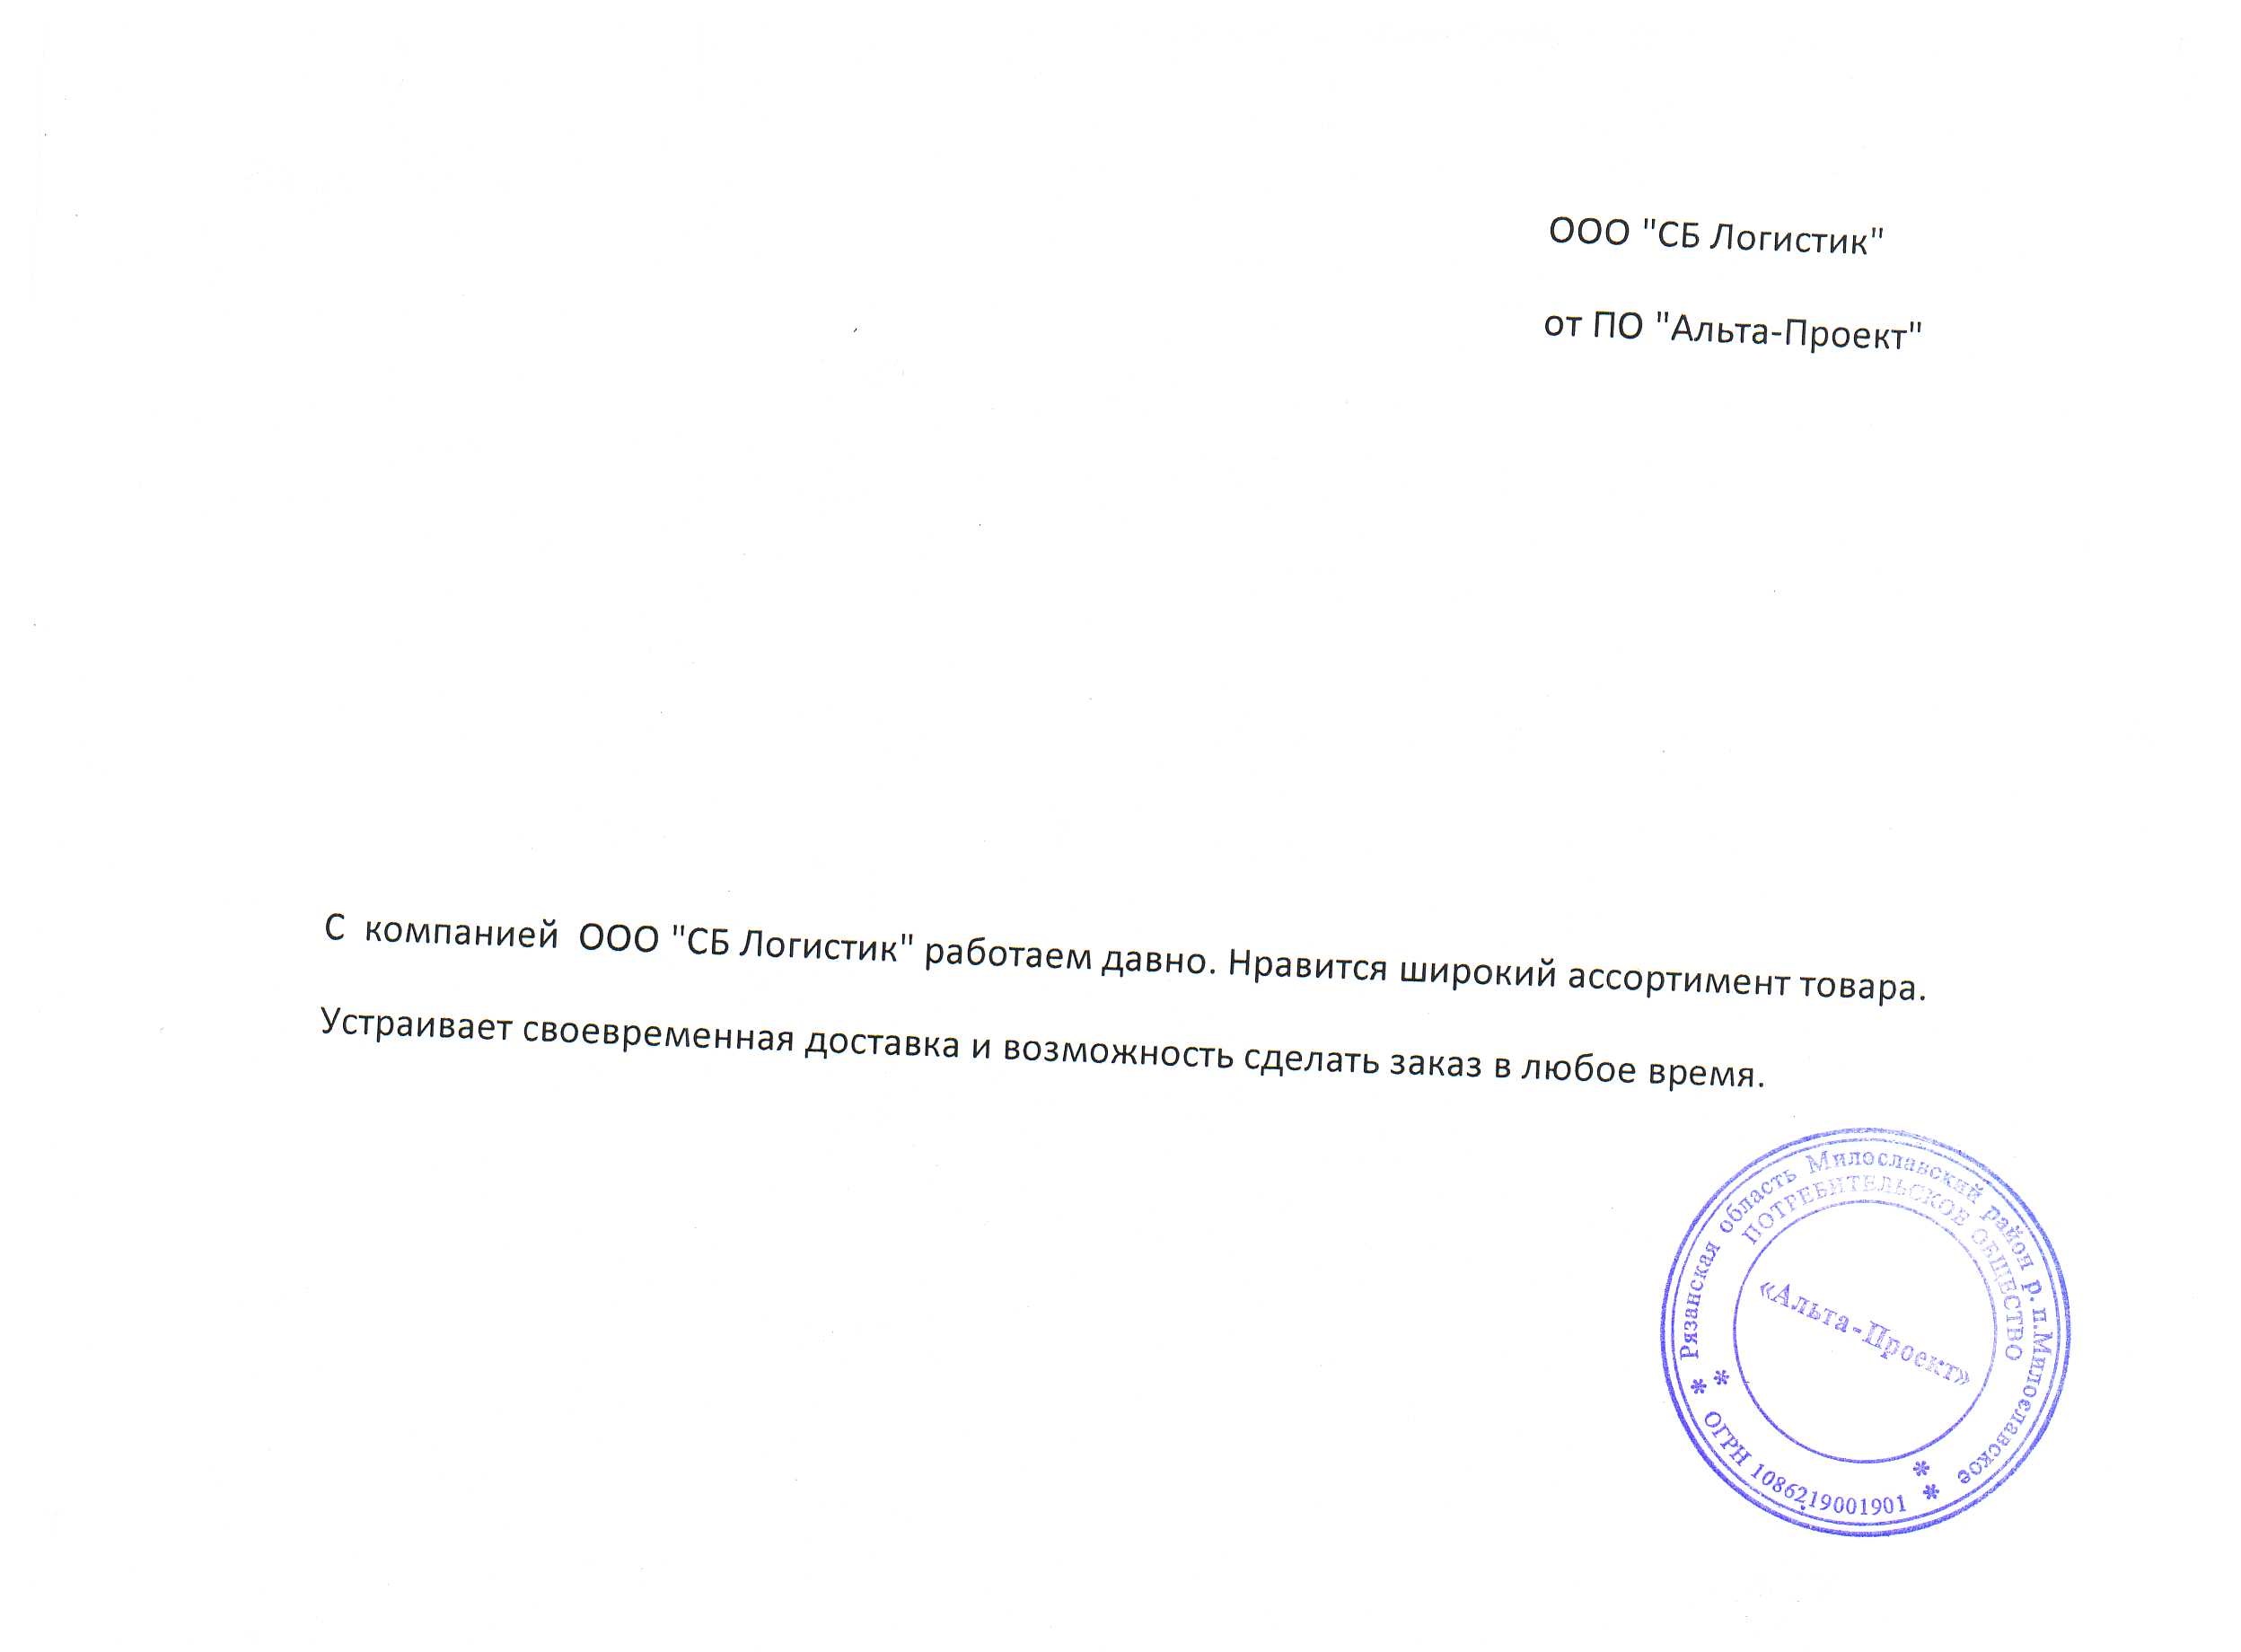 ООО "СБ Логистик"
от ПО "Альта-Проект"
С компанией ООО "СБ Логистик" работаем давно. Нравится широкий ассортимент товара.
Устраивает своевременная доставка и возможность сделать заказ в любое время.
Рязанская область Милославский район р.п.Милославское
ПОТРЕБИТЕЛЬСКОЕ ОБЩЕСТВО
«Альта-Проект»
* * ОГРН 1086219001901 * *